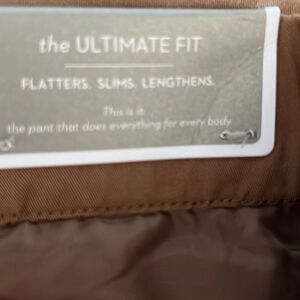 the ULTIMATE FIT
FLATTERS. SLIMS. LENGTHENS.
This is it:
the pant that does everything for every body